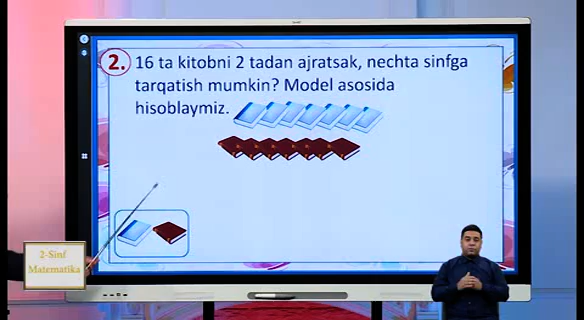 2. 16 ta kitobni 2 tadan ajratsak, nechta sinfga
tarqatish mumkin? Model asosida
hisoblaymiz.
2-Sinf
Matematika